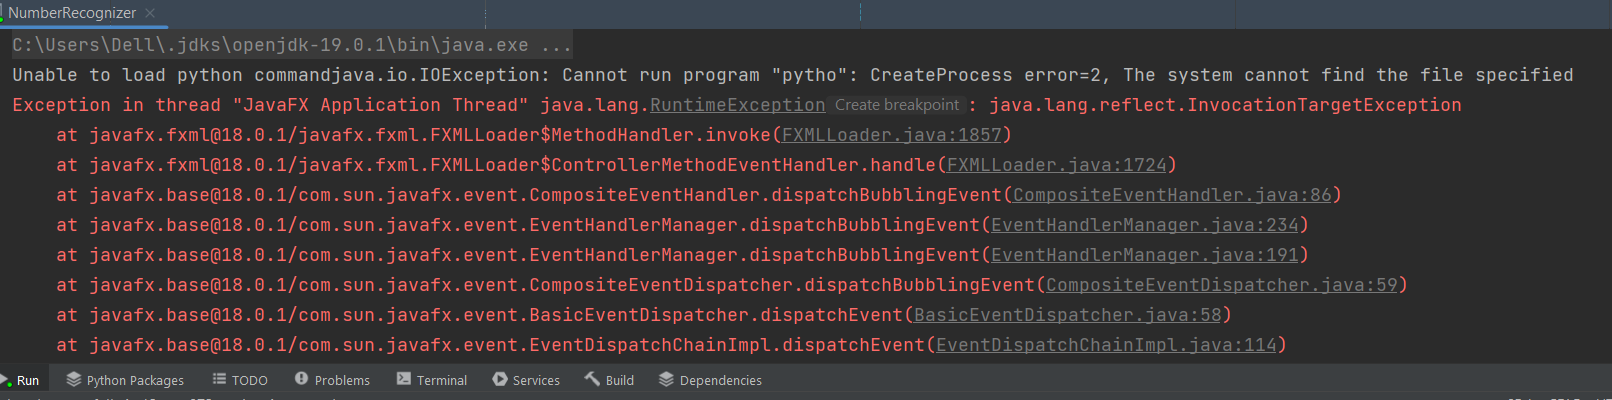 NumberRecognizer
C:\Users\Dell\.jdks\openjdk-19.0.1\bin\java.exe ...
Unable to load python commandjava.io.IOException: Cannot run program "pytho": CreateProcess error=2, The system cannot find the file specified
Exception in thread "JavaFX Application Thread" java.lang.RuntimeException Create breakpoint : java.lang.reflect.InvocationTargetException
at javafx.fxml@18.0.1/javafx.fxml.FXMLLoader$MethodHandler.invoke(FXMLLoader.java:1857)
at javafx.fxml@18.0.1/javafx.fxml.FXMLLoader$ControllerMethodEventHandler.handle(FXMLLoader.java:1724)
at javafx.base@18.0.1/com.sun.javafx.event.CompositeEventHandler.dispatchBubblingEvent(CompositeEventHandler.java:86)
at javafx.base@18.0.1/com.sun.javafx.event.EventHandlerManager.dispatchBubblingEvent(EventHandlerManager.java:234)
at javafx.base@18.0.1/com.sun.javafx.event.EventHandlerManager.dispatchBubblingEvent(EventHandlerManager.java:191)
at javafx.base@18.0.1/com.sun.javafx.event.CompositeEventDispatcher.dispatchBubblingEvent(CompositeEventDispatcher.java:59)
at javafx.base@18.0.1/com.sun.javafx.event.BasicEventDispatcher.dispatchEvent(BasicEventDispatcher.java:58)
at javafx.base@18.0.1/com.sun.javafx.event.EventDispatchChainImpl.dispatchEvent(EventDispatchChainImpl.java:114)
Run Python Packages TODO Problems Terminal Services Build Dependencies